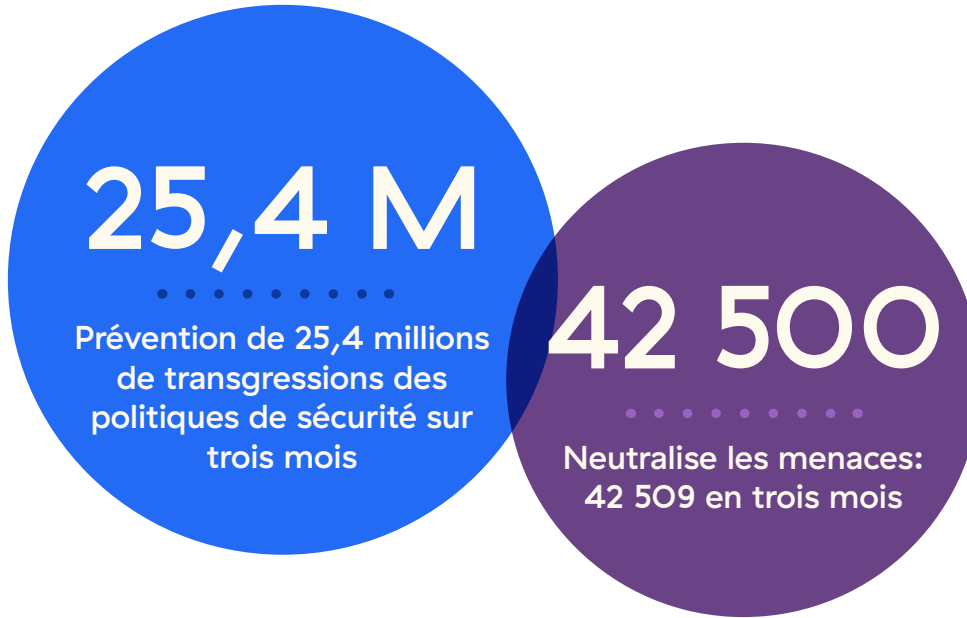 25,4 M
Prévention de 25,4 millions
de transgressions des
politiques de sécurité sur
trois mois
42 500
Neutralise les menaces:
42 509 en trois mois